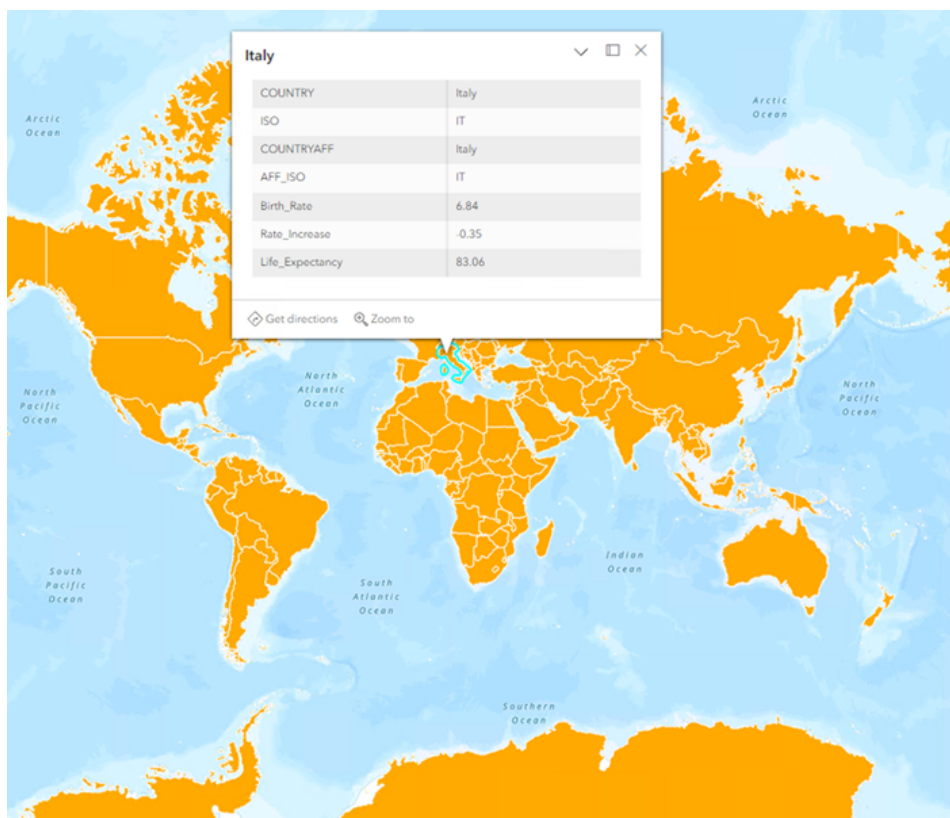 Italy
COUNTRY Italy
ISO IT
COUNTRYAFF Italy
AFF_ISO IT
Birth_Rate 6.84
Rate_Increase -0.35
Life_Expectancy 83.06
Get directions Zoom to
Arctic
Ocean
Arctic
Ocean
North
Pacific
Ocean
North
Atlantic
Ocean
North
Pacific
Ocean
South
Pacific
Ocean
South
Atlantic
Ocean
Indian
Ocean
Southern
Ocean